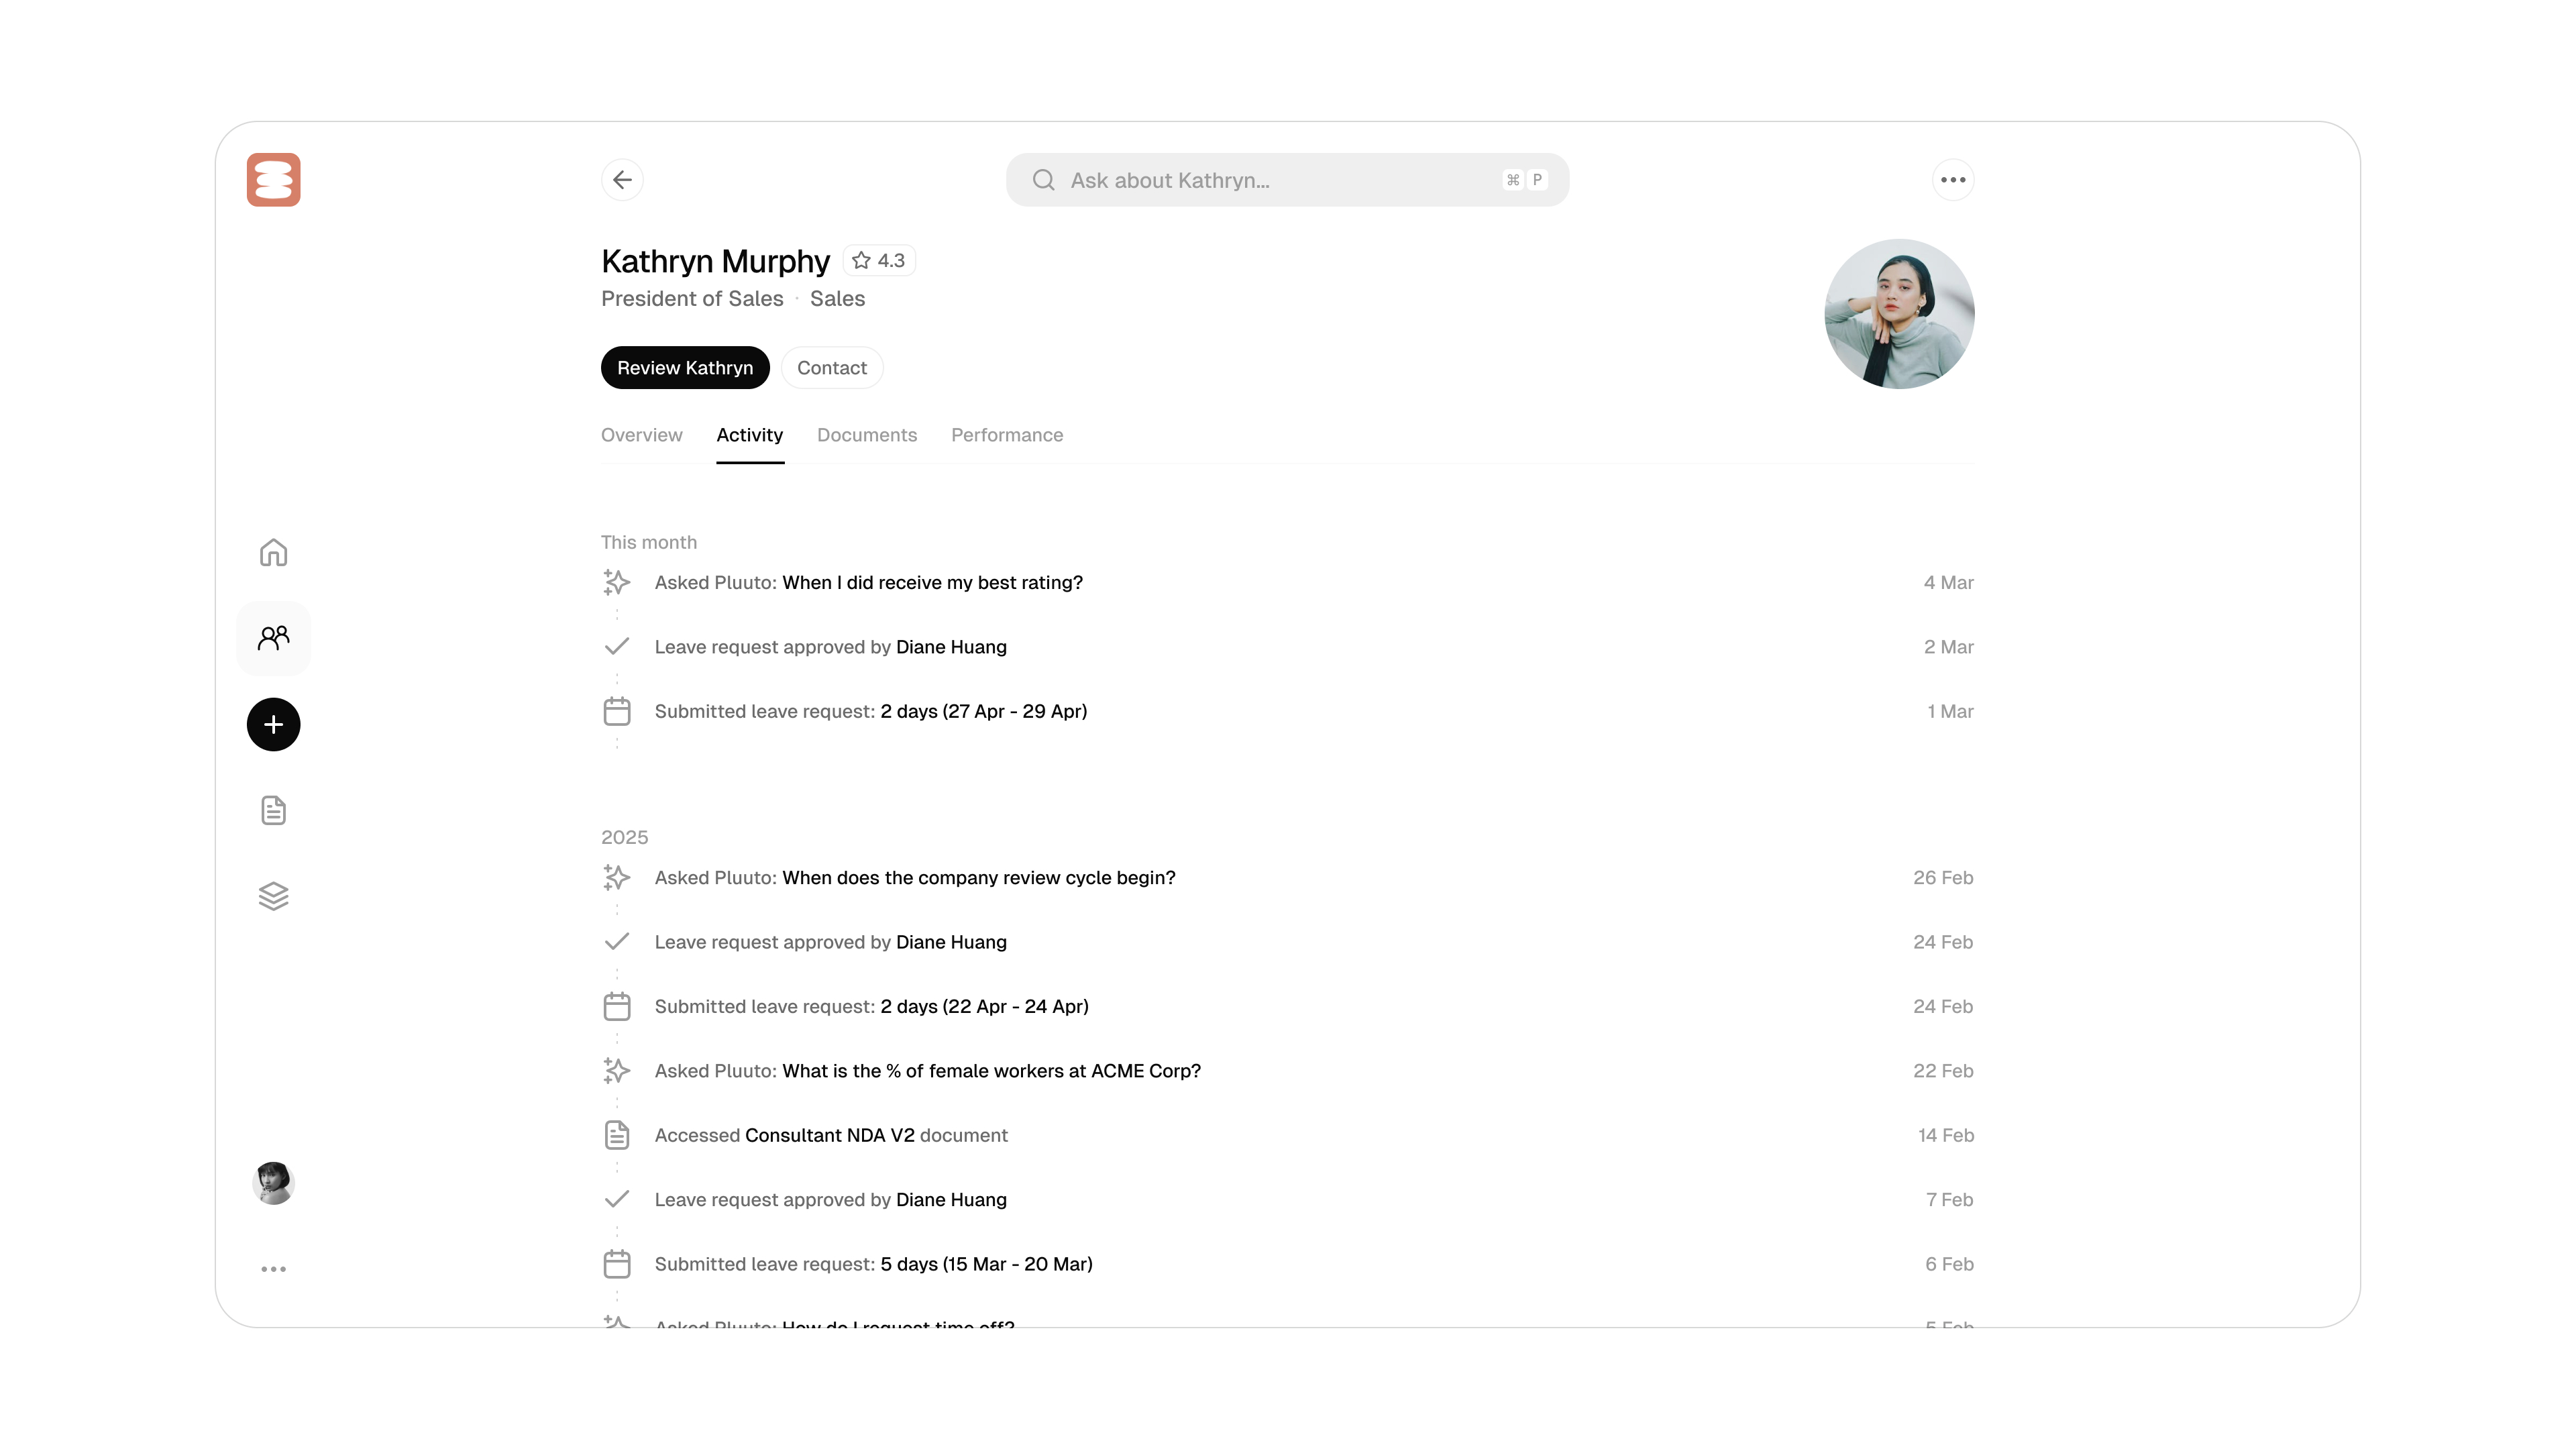 Ask about Kathryn...
⌘ P
Kathryn Murphy
4.3
President of Sales · Sales
Review Kathryn
Contact
Overview
Activity
Documents
Performance
This month
Asked Pluuto: When I did receive my best rating?
4 Mar
Leave request approved by Diane Huang
2 Mar
Submitted leave request: 2 days (27 Apr - 29 Apr)
1 Mar
2025
Asked Pluuto: When does the company review cycle begin?
26 Feb
Leave request approved by Diane Huang
24 Feb
Submitted leave request: 2 days (22 Apr - 24 Apr)
24 Feb
Asked Pluuto: What is the % of female workers at ACME Corp?
22 Feb
Accessed Consultant NDA V2 document
14 Feb
Leave request approved by Diane Huang
7 Feb
Submitted leave request: 5 days (15 Mar - 20 Mar)
6 Feb
Asked Pluuto: How do I request time off?
5 Feb